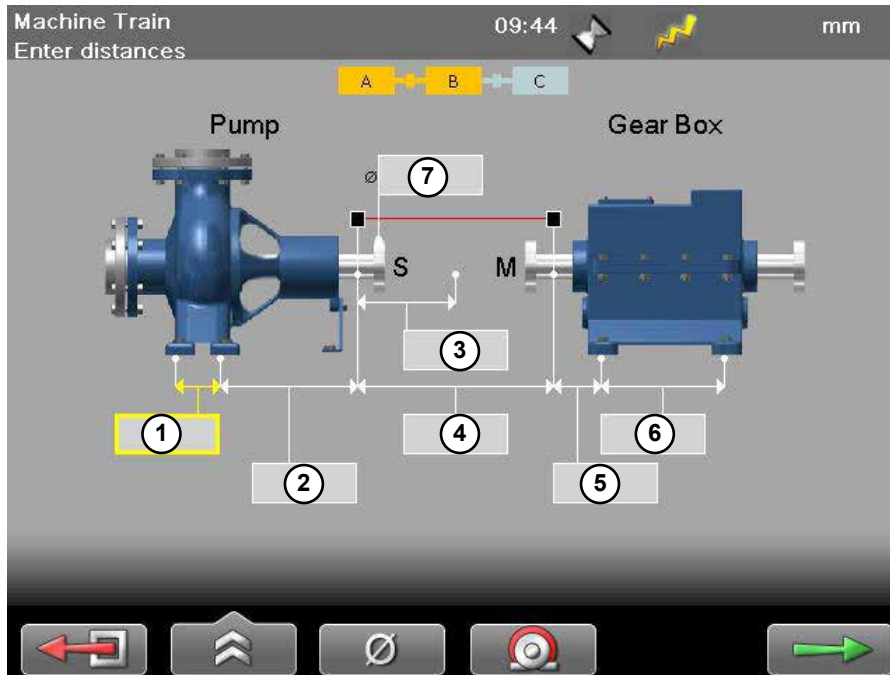 Machine Train
Enter distances
09:44
mm
A B C
Pump
Gear Box
Ø 7
S M
3
1 4 6
2 5
Ø